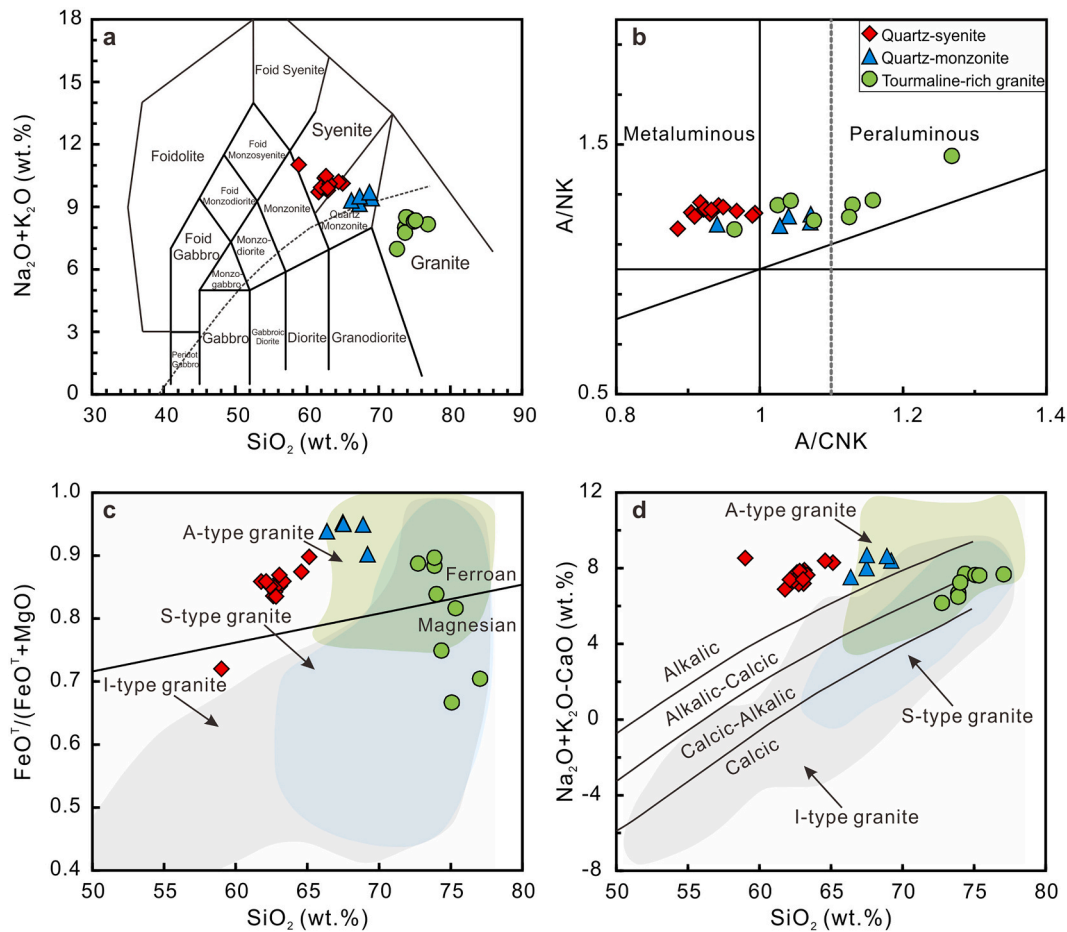 a
Na₂O+K₂O (wt.%)
18
15
12
9
6
3
0
30
40
50
60
70
80
90
SiO₂ (wt.%)
Foid Syenite
Foidolite
Foid
Monzosyenite
Syenite
Foid
Monzodiorite
Monzonite
Quartz
Monzonite
Foid
Gabbro
Monzo-
diorite
Granite
Monzo-
gabbro
Peridot
Gabbro
Gabbro
Gabbroic
Diorite
Diorite
Granodiorite
b
Quartz-syenite
Quartz-monzonite
Tourmaline-rich granite
Metaluminous
Peraluminous
A/NK
1.5
0.5
0.8
1
1.2
1.4
A/CNK
c
FeOᵀ/(FeOᵀ+MgO)
1.0
0.9
0.8
0.7
0.6
0.5
0.4
A-type granite
S-type granite
I-type granite
Ferroan
Magnesian
50
55
60
65
70
75
80
SiO₂ (wt.%)
d
Na₂O+K₂O-CaO (wt.%)
12
8
4
0
-4
-8
A-type granite
Alkalic
Alkalic-Calcic
Calcic-Alkalic
Calcic
S-type granite
I-type granite
50
55
60
65
70
75
80
SiO₂ (wt.%)